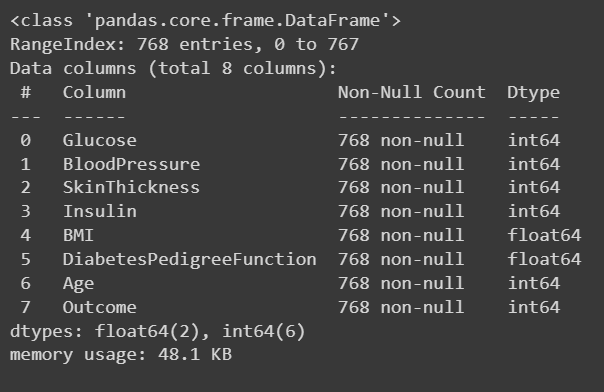 <class 'pandas.core.frame.DataFrame'>
RangeIndex: 768 entries, 0 to 767
Data columns (total 8 columns):
 #   Column                    Non-Null Count  Dtype
---  ------                    --------------  -----
 0   Glucose                   768 non-null    int64
 1   BloodPressure             768 non-null    int64
 2   SkinThickness             768 non-null    int64
 3   Insulin                   768 non-null    int64
 4   BMI                       768 non-null    float64
 5   DiabetesPedigreeFunction  768 non-null    float64
 6   Age                       768 non-null    int64
 7   Outcome                   768 non-null    int64
dtypes: float64(2), int64(6)
memory usage: 48.1 KB